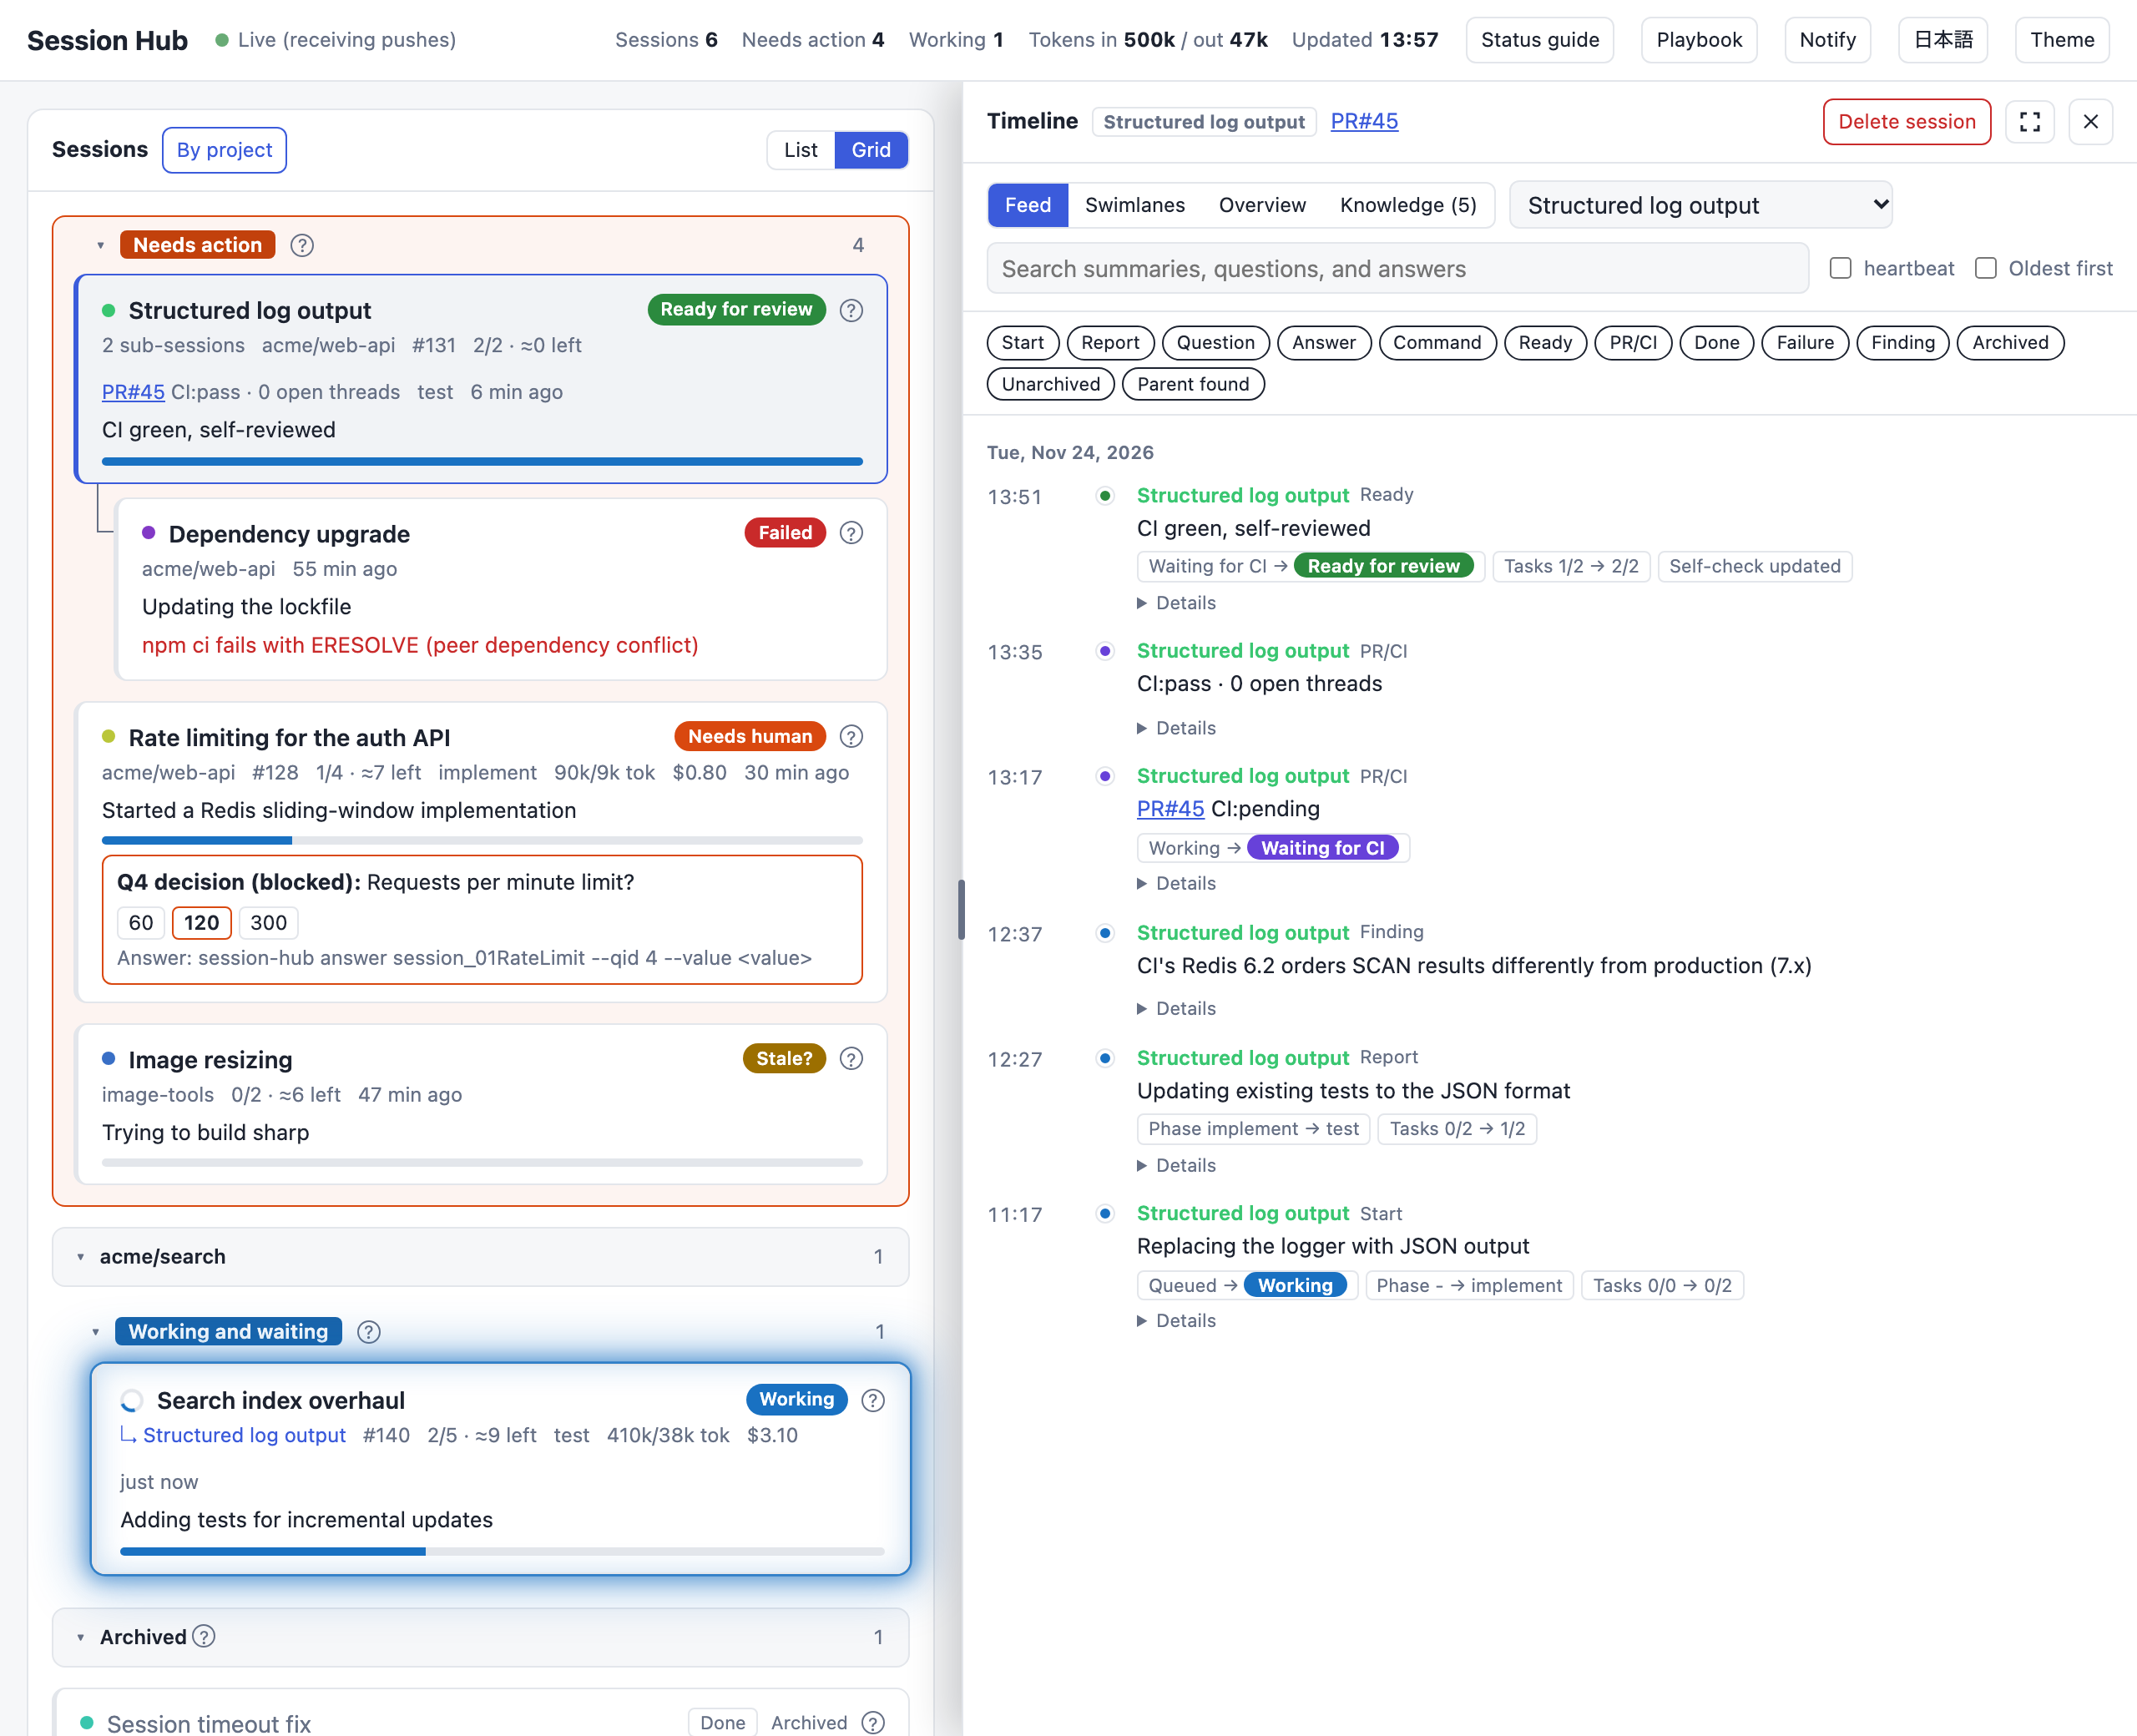 Session Hub
Live (receiving pushes)
Sessions 6 Needs action 4 Working 1 Tokens in 500k / out 47k Updated 13:57
Status guide
Playbook
Notify
日本語
Theme
Sessions
By project
List
Grid
Needs action ? 4
Structured log output Ready for review ?
2 sub-sessions acme/web-api #131 2/2 · ≈0 left
PR#45 CI:pass · 0 open threads test 6 min ago
CI green, self-reviewed
Dependency upgrade Failed ?
acme/web-api 55 min ago
Updating the lockfile
npm ci fails with ERESOLVE (peer dependency conflict)
Rate limiting for the auth API Needs human ?
acme/web-api #128 1/4 · ≈7 left implement 90k/9k tok $0.80 30 min ago
Started a Redis sliding-window implementation
Q4 decision (blocked): Requests per minute limit?
60 120 300
Answer: session-hub answer session_01RateLimit --qid 4 --value <value>
Image resizing Stale? ?
image-tools 0/2 · ≈6 left 47 min ago
Trying to build sharp
acme/search 1
Working and waiting ? 1
Search index overhaul Working ?
Structured log output #140 2/5 · ≈9 left test 410k/38k tok $3.10
just now
Adding tests for incremental updates
Archived ? 1
Session timeout fix Done Archived ?
Timeline Structured log output PR#45
Delete session
Feed Swimlanes Overview Knowledge (5)
Structured log output
Search summaries, questions, and answers
heartbeat Oldest first
Start Report Question Answer Command Ready PR/CI Done Failure Finding Archived
Unarchived Parent found
Tue, Nov 24, 2026
13:51 Structured log output Ready
CI green, self-reviewed
Waiting for CI → Ready for review Tasks 1/2 → 2/2 Self-check updated
Details
13:35 Structured log output PR/CI
CI:pass · 0 open threads
Details
13:17 Structured log output PR/CI
PR#45 CI:pending
Working → Waiting for CI
Details
12:37 Structured log output Finding
CI's Redis 6.2 orders SCAN results differently from production (7.x)
Details
12:27 Structured log output Report
Updating existing tests to the JSON format
Phase implement → test Tasks 0/2 → 1/2
Details
11:17 Structured log output Start
Replacing the logger with JSON output
Queued → Working Phase - → implement Tasks 0/0 → 0/2
Details